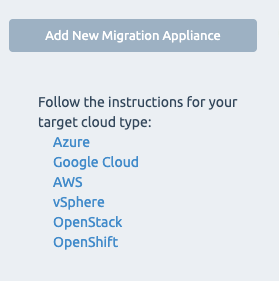 Add New Migration Appliance
Follow the instructions for your
target cloud type:
Azure
Google Cloud
AWS
vSphere
OpenStack
OpenShift